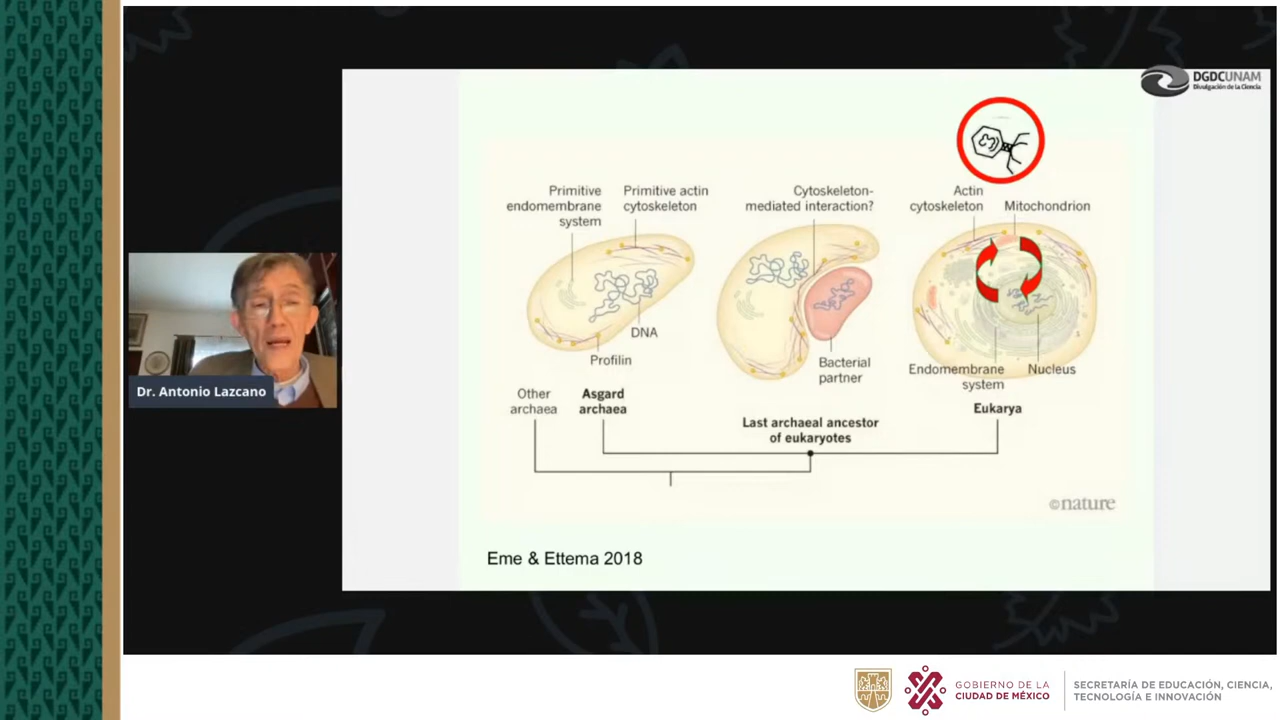 DGDCUNAM
Divulgación de la Ciencia
Primitive
endomembrane
system
Primitive actin
cytoskeleton
Cytoskeleton-
mediated interaction?
Actin
cytoskeleton
Mitochondrion
DNA
Profilin
Bacterial
partner
Endomembrane
system
Nucleus
Other
archaea
Asgard
archaea
Last archaeal ancestor
of eukaryotes
Eukarya
©nature
Eme & Ettema 2018
Dr. Antonio Lazcano
GOBIERNO DE LA
CIUDAD DE MÉXICO
SECRETARÍA DE EDUCACIÓN, CIENCIA,
TECNOLOGÍA E INNOVACIÓN